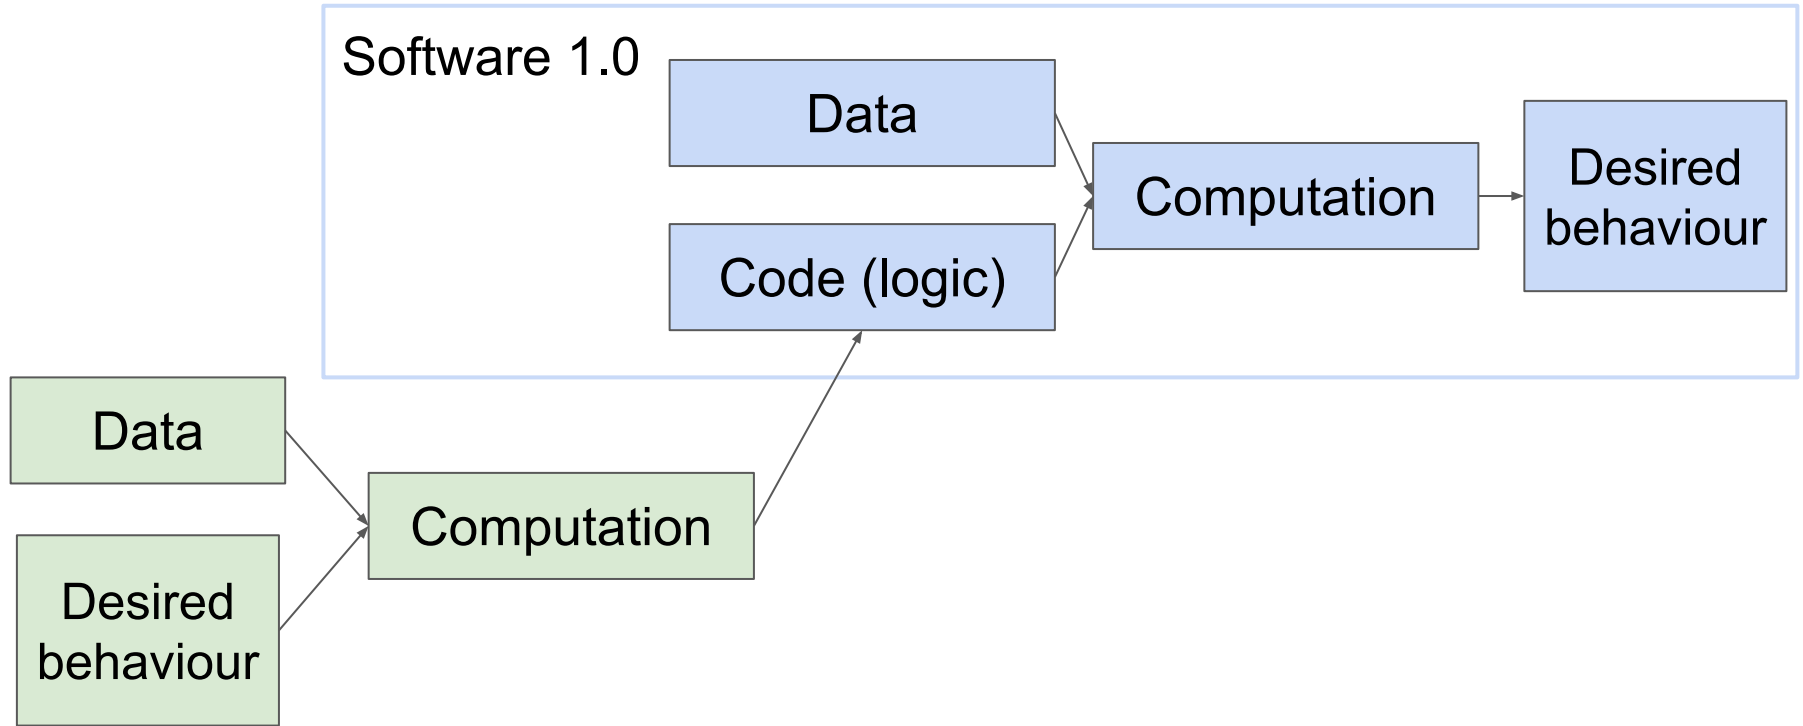 Software 1.0
Data
Code (logic)
Computation
Desired
behaviour
Data
Desired
behaviour
Computation